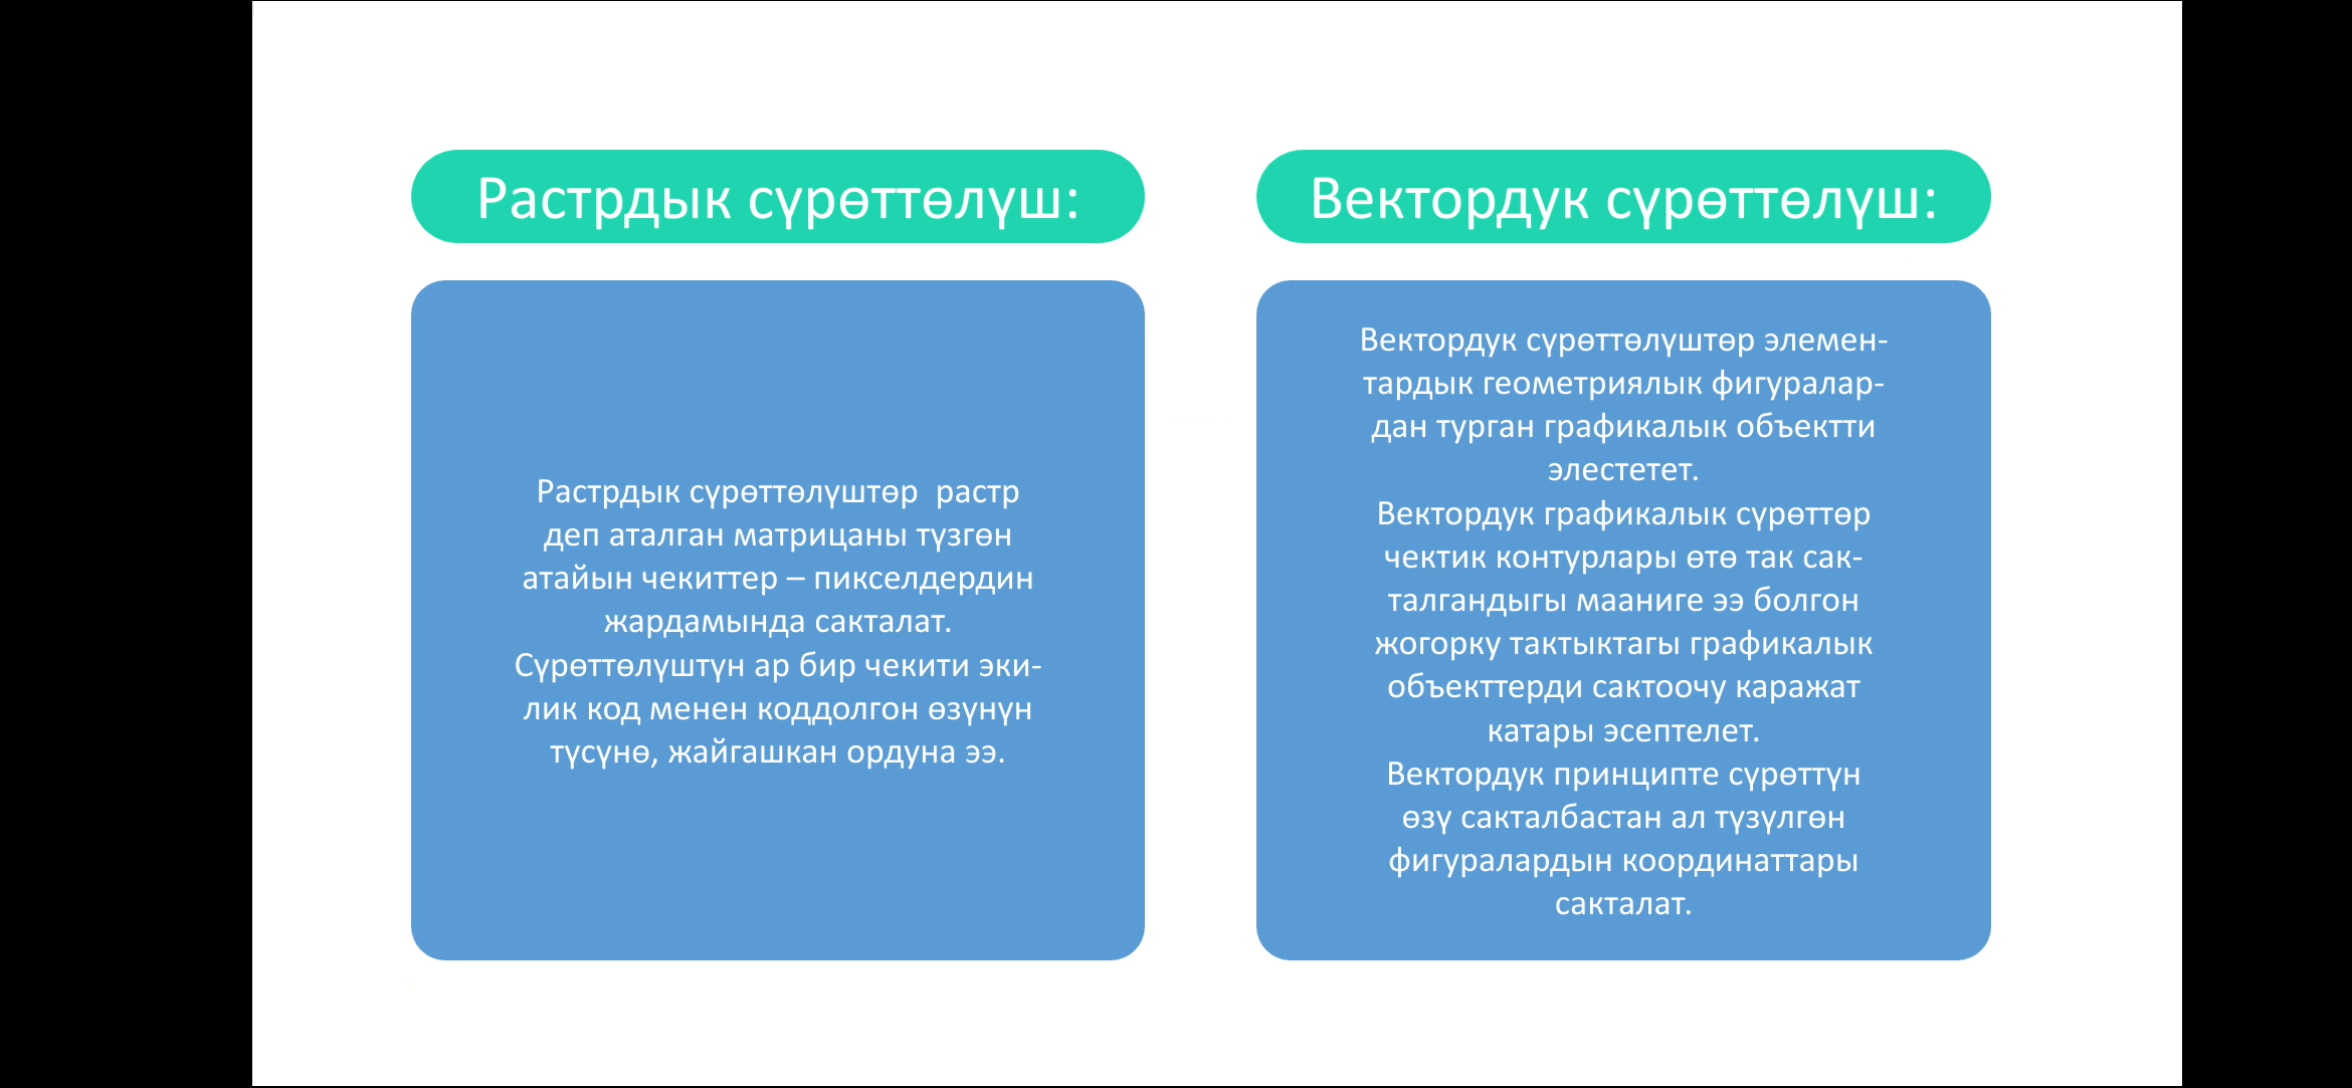 Растрдык сүрөттөлүш:
Растрдык сүрөттөлүштөр  растр
деп аталган матрицаны түзгөн
атайын чекиттер – пикселдердин
жардамында сакталат.
Сүрөттөлүштүн ар бир чекити эки-
лик код менен коддолгон өзүнүн
түсүнө, жайгашкан ордуна ээ.
Вектордук сүрөттөлүш:
Вектордук сүрөттөлүштөр элемен-
тардык геометриялык фигуралар-
дан турган графикалык объектти
элестетет.
Вектордук графикалык сүрөттөр
чектик контурлары өтө так сак-
талгандыгы мааниге ээ болгон
жогорку тактыктагы графикалык
объекттерди сактоочу каражат
катары эсептелет.
Вектордук принципте сүрөттүн
өзү сакталбастан ал түзүлгөн
фигуралардын координаттары
сакталат.